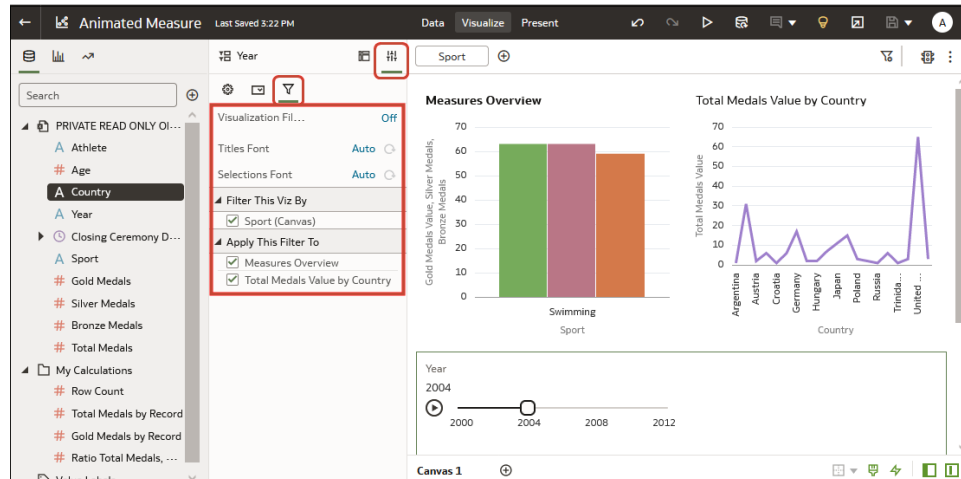 Animated Measure Last Saved 3:22 PM Data Visualize Present A
Search
PRIVATE READ ONLY Ol...
A Athlete
# Age
A Country
A Year
Closing Ceremony D...
A Sport
# Gold Medals
# Silver Medals
# Bronze Medals
# Total Medals
My Calculations
# Row Count
# Total Medals by Record
# Gold Medals by Record
# Ratio Total Medals, ...
Year
Visualization Fil... Off
Titles Font Auto
Selections Font Auto
Filter This Viz By
Sport (Canvas)
Apply This Filter To
Measures Overview
Total Medals Value by Country
Sport
Measures Overview
Gold Medals Value, Silver Medals,
Bronze Medals
70
60
50
40
30
20
10
0
Swimming
Sport
Total Medals Value by Country
Total Medals Value
70
60
50
40
30
20
10
0
Argentina
Austria
Croatia
Germany
Hungary
Japan
Poland
Russia
Trinida...
United ...
Country
Year
2004
2000 2004 2008 2012
Canvas 1